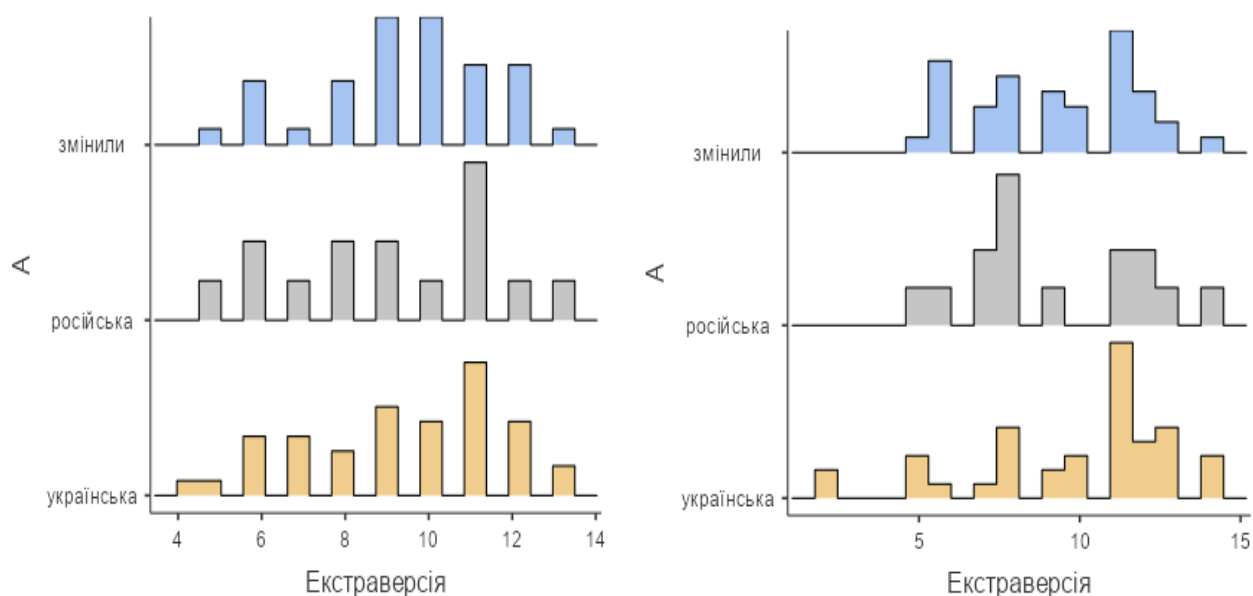 змінили
російська
українська
A
4 6 8 10 12 14
Екстраверсія
змінили
російська
українська
A
5 10 15
Екстраверсія